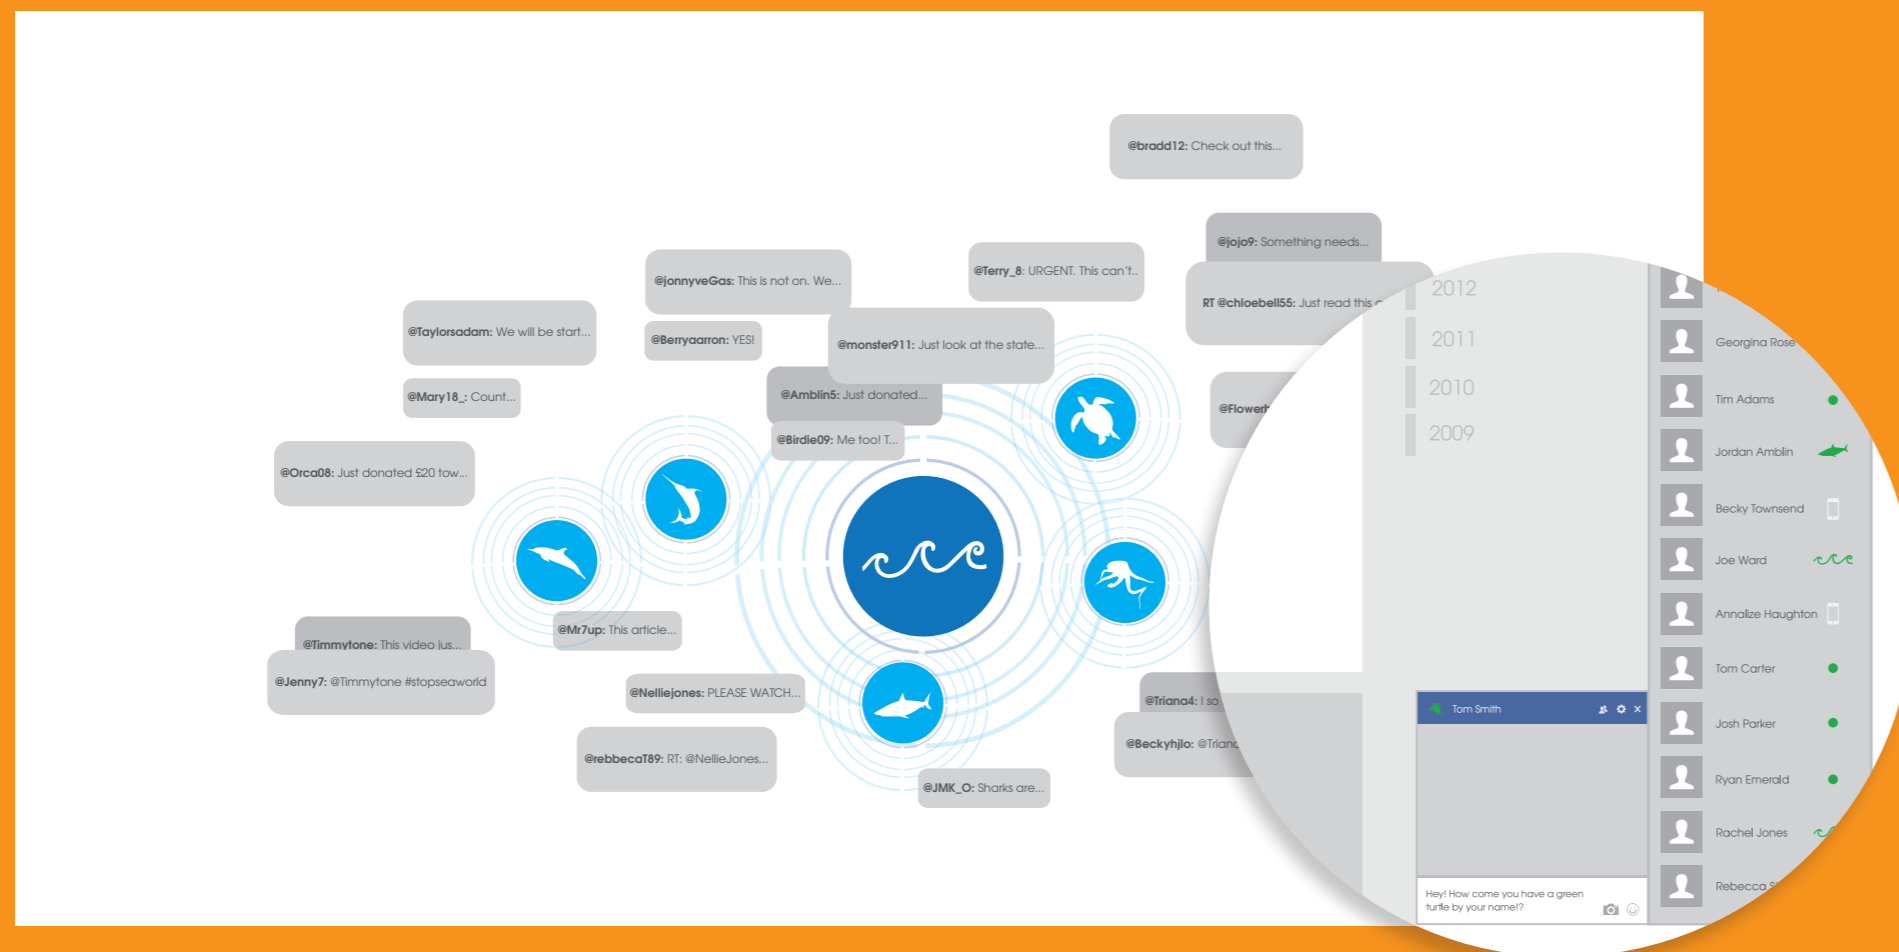 @bradd12: Check out this...
@jojo9: Something needs...
@Terry_8: URGENT. This can't..
@jonnyveGas: This is not on. We...
RT @chloebell55: Just read this
@Taylorsadam: We will be start...
@Berryaarron: YES!
@monster911: Just look at the state...
@Mary18_: Count...
@Amblin5: Just donated...
@Birdie09: Me too! T...
@Orca08: Just donated £20 tow...
@Mr7up: This article...
@Timmytone: This video jus...
@Jenny7: @Timmytone #stopseaworld
@Nelliejones: PLEASE WATCH...
@Triana4: I so
@Beckyhjlo:
@rebbecaT89: RT: @NellieJones...
@JMK_O: Sharks are...
2012
2011
2010
2009
Georgina Rose
Tim Adams
Jordan Amblin
Becky Townsend
Joe Ward
Annalize Haughton
Tom Carter
Josh Parker
Ryan Emerald
Rachel Jones
Rebecca
Tom Smith
Hey! How come you have a green
turtle by your name!?